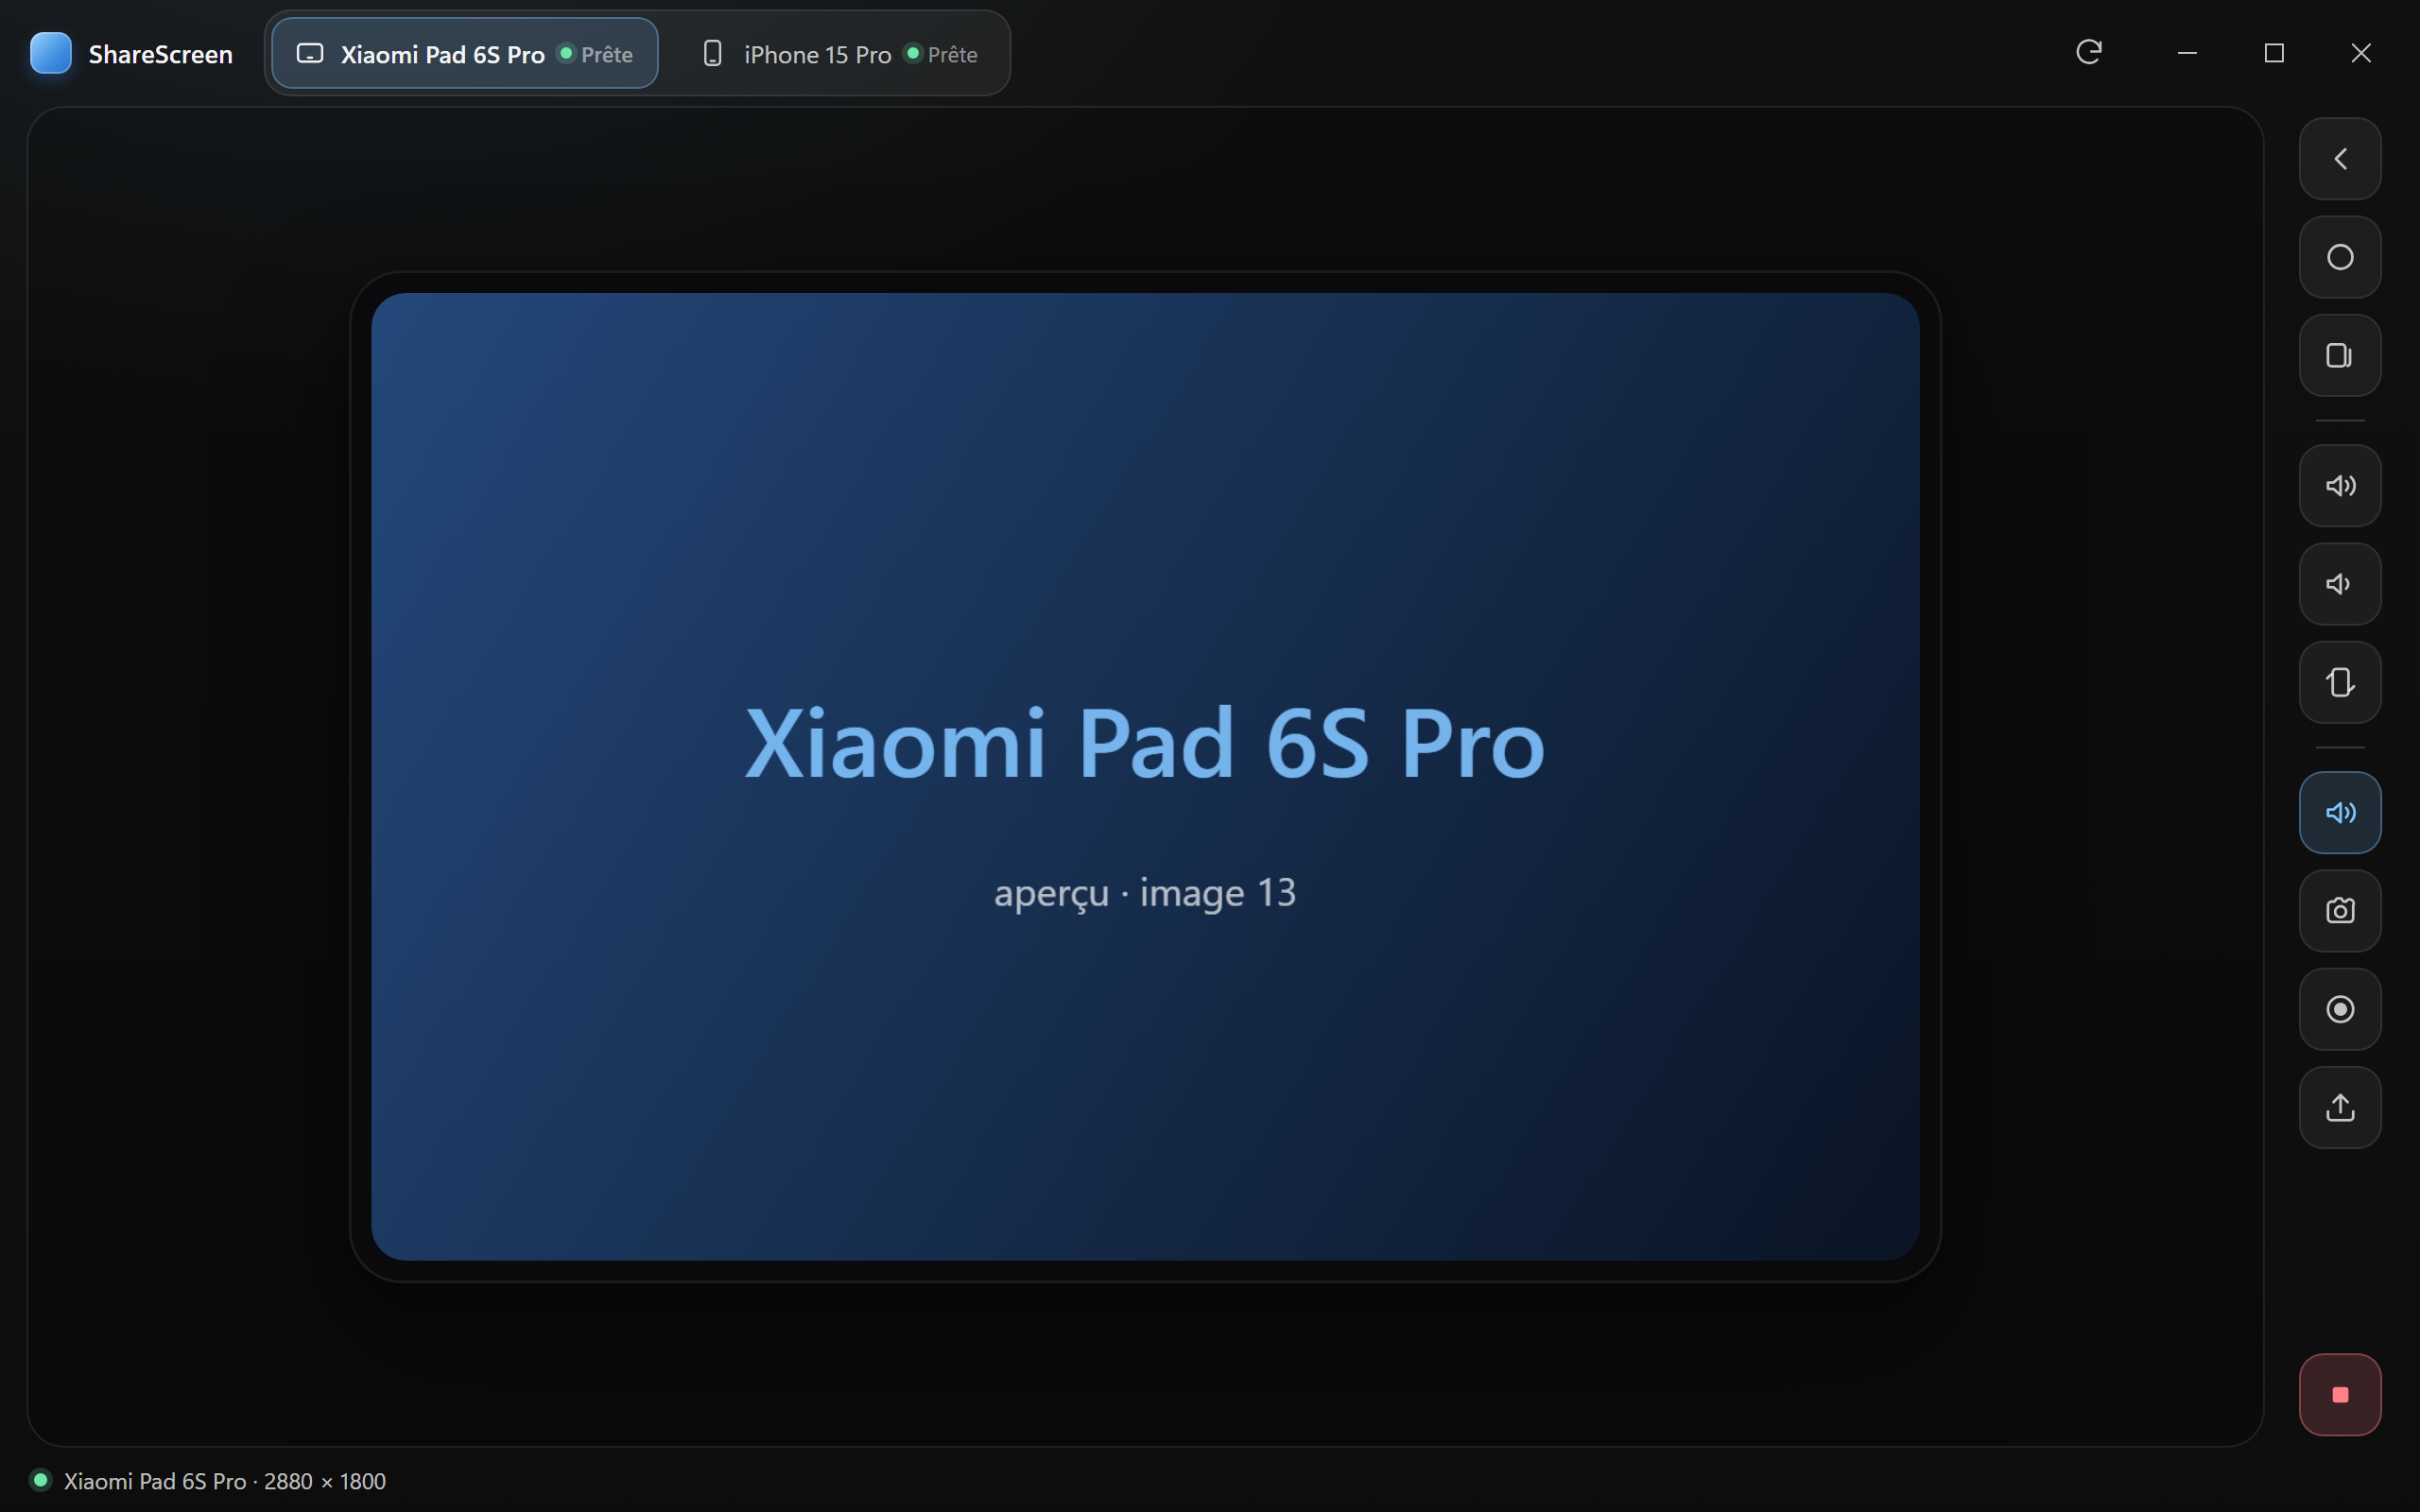 ShareScreen
Xiaomi Pad 6S Pro Prête
iPhone 15 Pro Prête
Xiaomi Pad 6S Pro
aperçu · image 13
Xiaomi Pad 6S Pro · 2880 × 1800